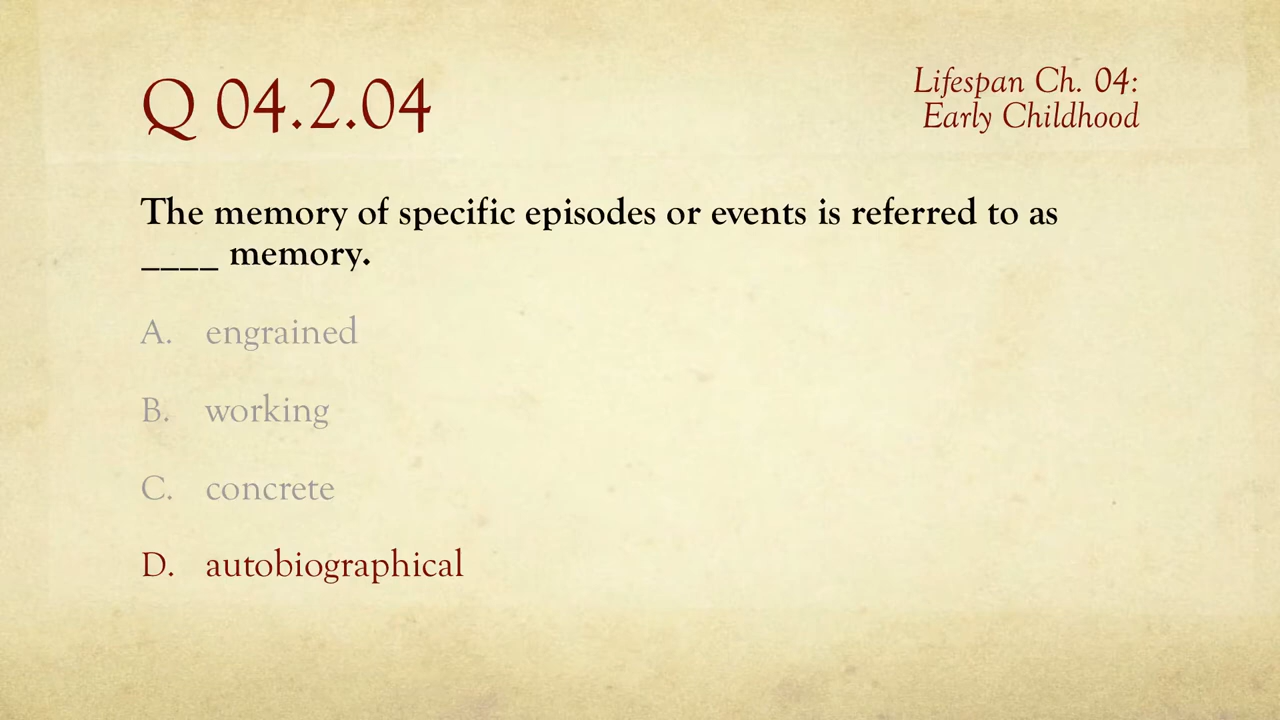 Q 04.2.04
Lifespan Ch. 04:
Early Childhood
The memory of specific episodes or events is referred to as
____ memory.
A. engrained
B. working
C. concrete
D. autobiographical